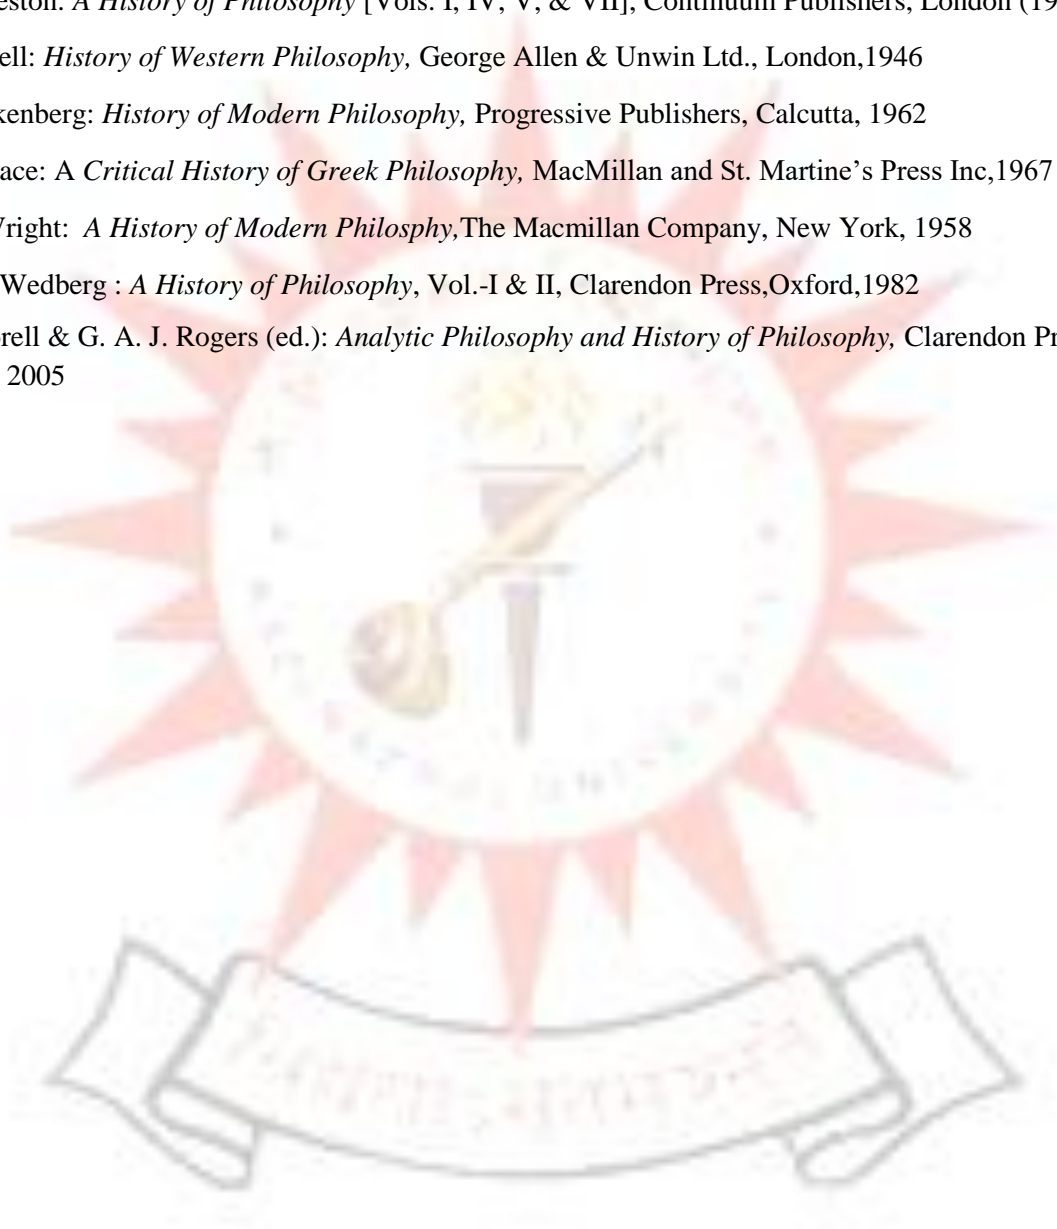 eston: A History of Philosophy [Vols. I, IV, V, & VII], Continuum Publishers, London (19
ell: History of Western Philosophy, George Allen & Unwin Ltd., London,1946
kenberg: History of Modern Philosophy, Progressive Publishers, Calcutta, 1962
ace: A Critical History of Greek Philosophy, MacMillan and St. Martine’s Press Inc,1967
Wright: A History of Modern Philosphy,The Macmillan Company, New York, 1958
Wedberg : A History of Philosophy, Vol.-I & II, Clarendon Press,Oxford,1982
rell & G. A. J. Rogers (ed.): Analytic Philosophy and History of Philosophy, Clarendon Pr
2005